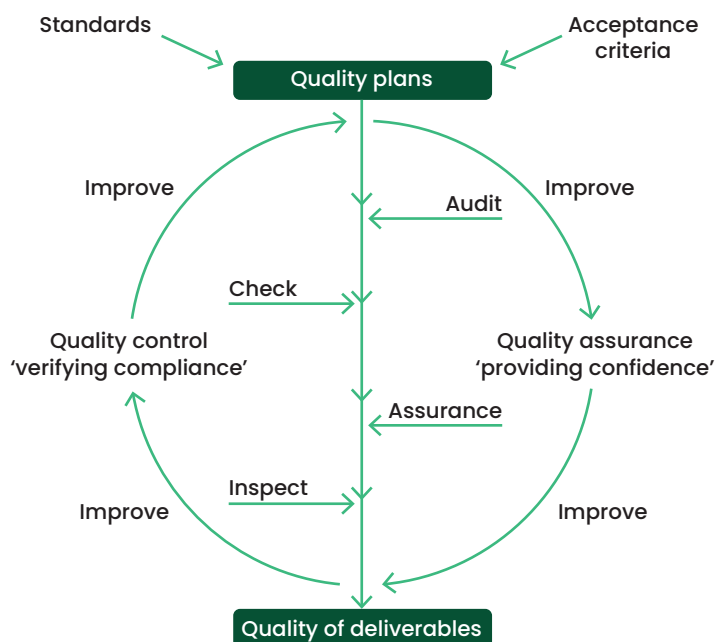 Standards
Acceptance
criteria
Quality plans
Improve
Improve
Audit
Check
Quality control
‘verifying compliance’
Quality assurance
‘providing confidence’
Assurance
Inspect
Improve
Improve
Quality of deliverables